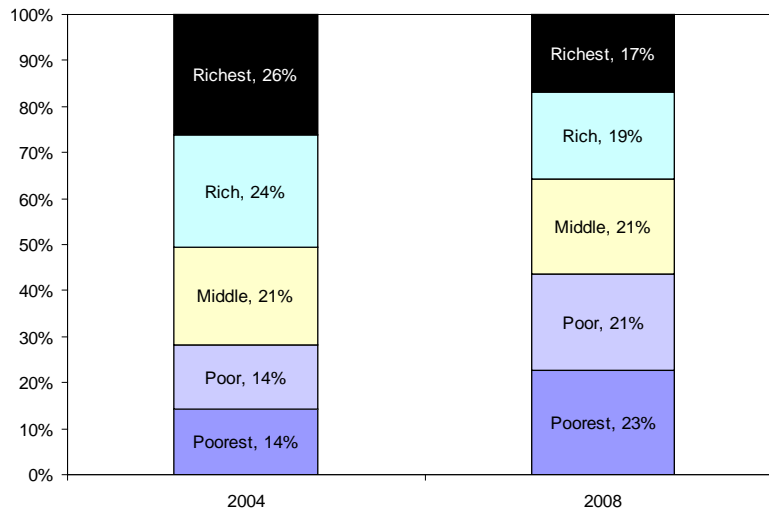 100%
90%
80%
70%
60%
50%
40%
30%
20%
10%
0%
Richest, 26%
Rich, 24%
Middle, 21%
Poor, 14%
Poorest, 14%
Richest, 17%
Rich, 19%
Middle, 21%
Poor, 21%
Poorest, 23%
2004
2008